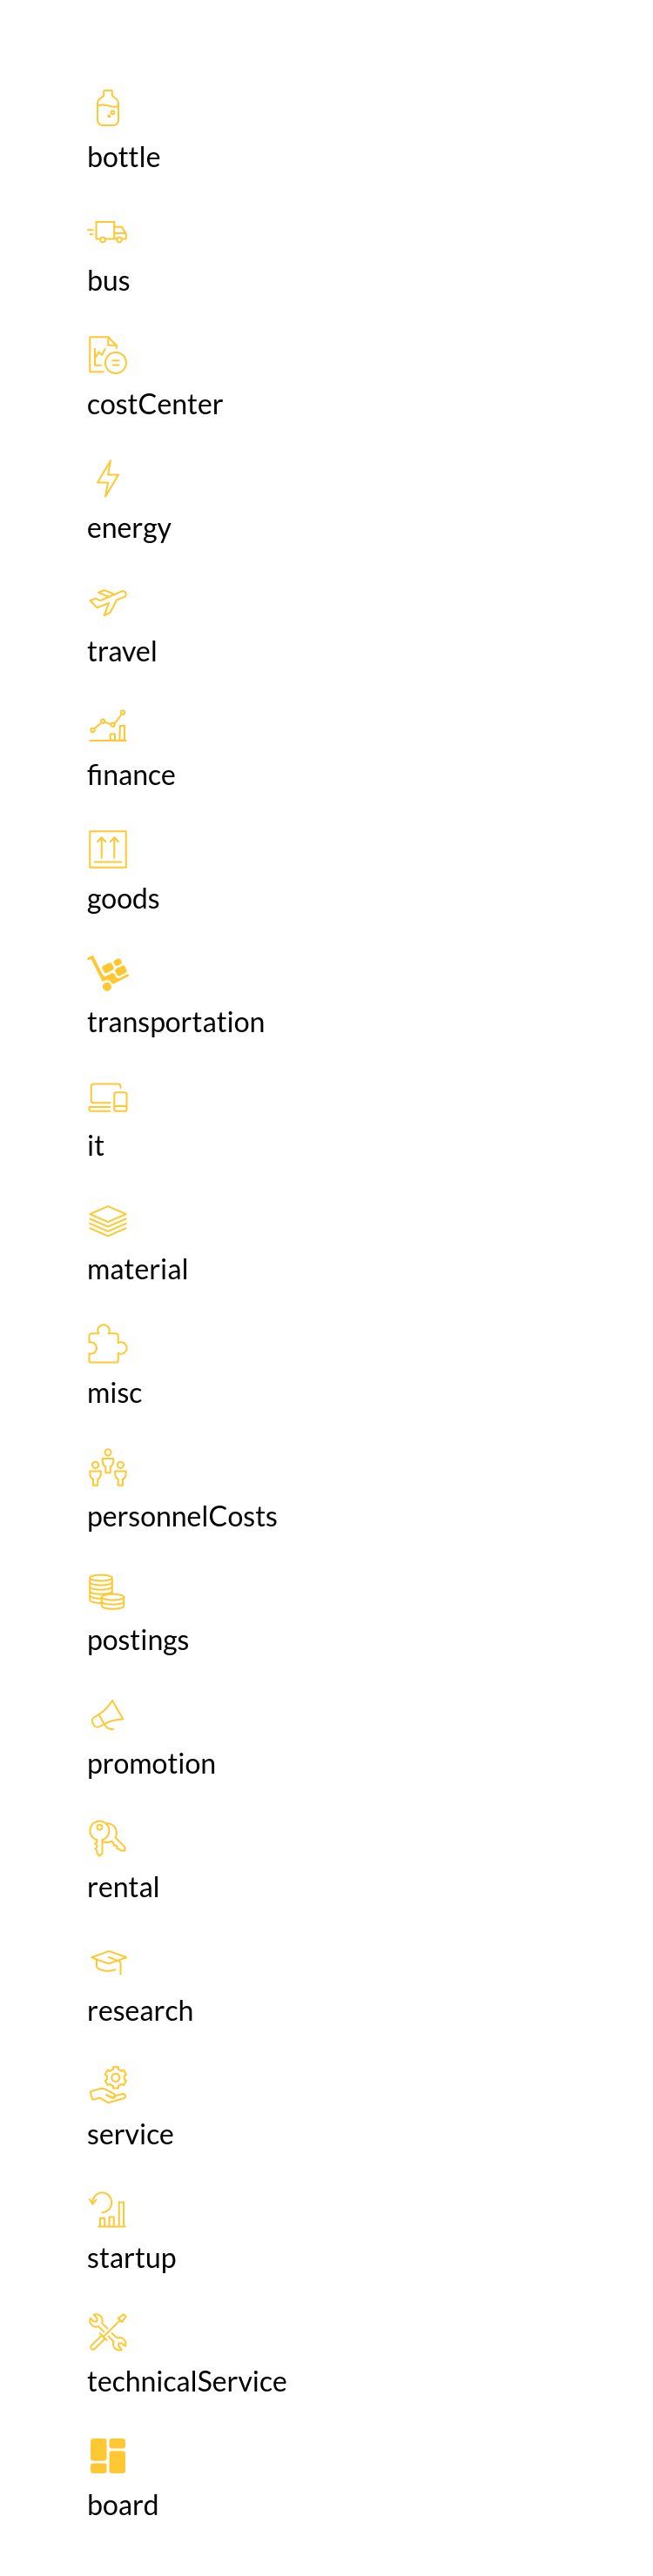 bottle
bus
costCenter
energy
travel
finance
goods
transportation
it
material
misc
personnelCosts
postings
promotion
rental
research
service
startup
technicalService
board